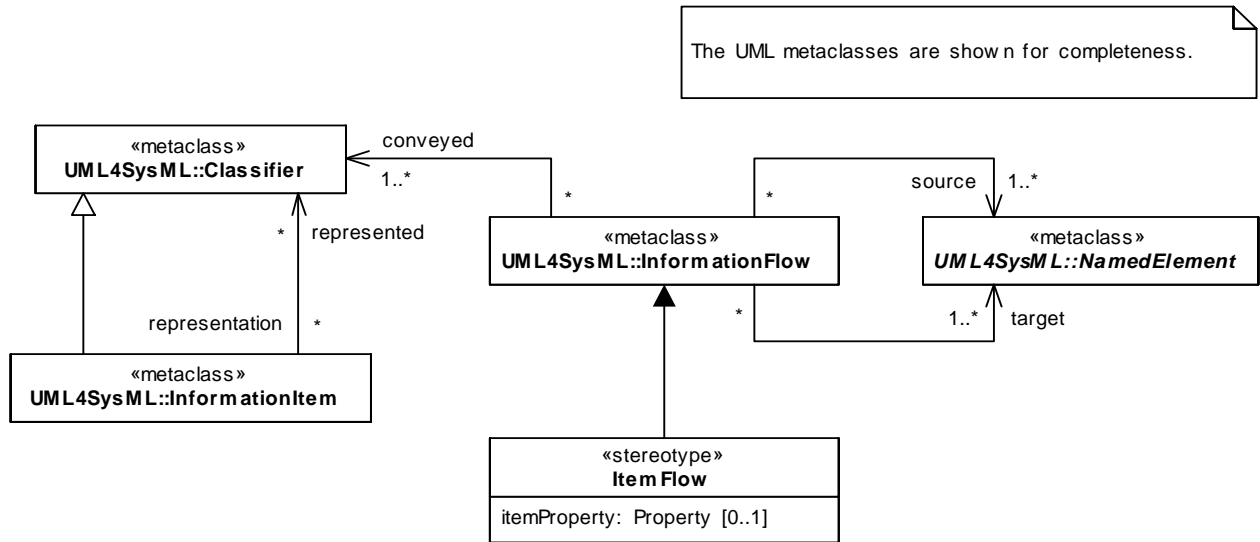 The UML metaclasses are shown for completeness.
«metaclass»
UML4SysML::Classifier
conveyed
1..*
*
* represented
representation *
«metaclass»
UML4SysML::InformationItem
«metaclass»
UML4SysML::InformationFlow
*
source 1..*
«metaclass»
UML4SysML::NamedElement
*
1..* target
«stereotype»
ItemFlow
itemProperty: Property [0..1]